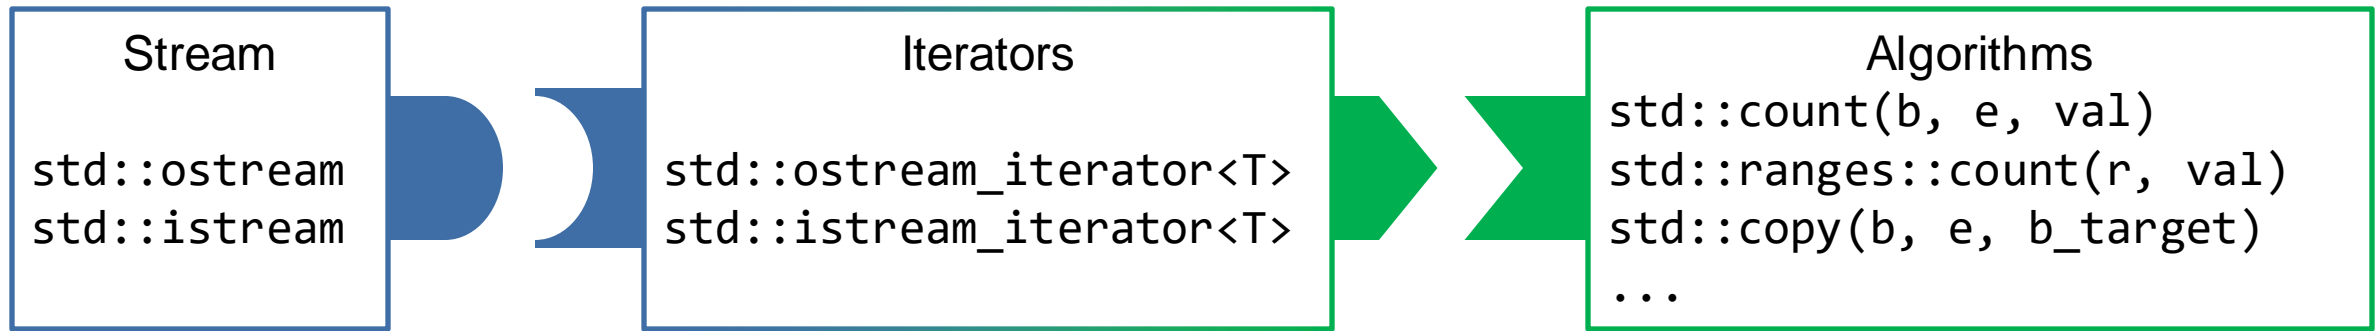 Stream
std::ostream
std::istream
Iterators
std::ostream_iterator<T>
std::istream_iterator<T>
Algorithms
std::count(b, e, val)
std::ranges::count(r, val)
std::copy(b, e, b_target)
...